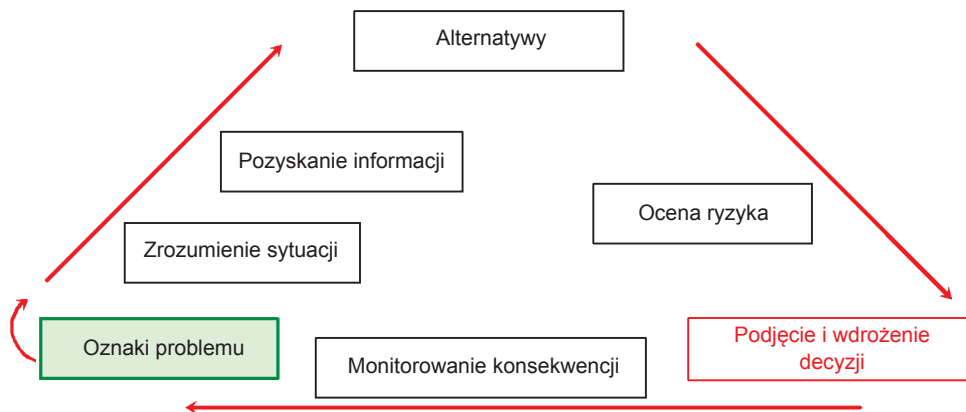 Alternatywy
Pozyskanie informacji
Ocena ryzyka
Zrozumienie sytuacji
Oznaki problemu
Monitorowanie konsekwencji
Podjęcie i wdrożenie
decyzji